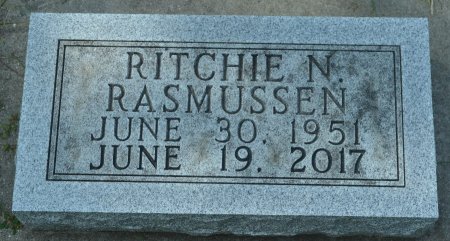 RITCHIE N.
RASMUSSEN
JUNE 30, 1951
JUNE 19, 2017